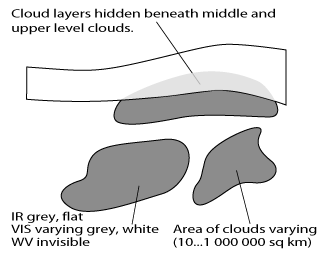 Cloud layers hidden beneath middle and
upper level clouds.
IR grey, flat
VIS varying grey, white
WV invisible
Area of clouds varying
(10...1 000 000 sq km)